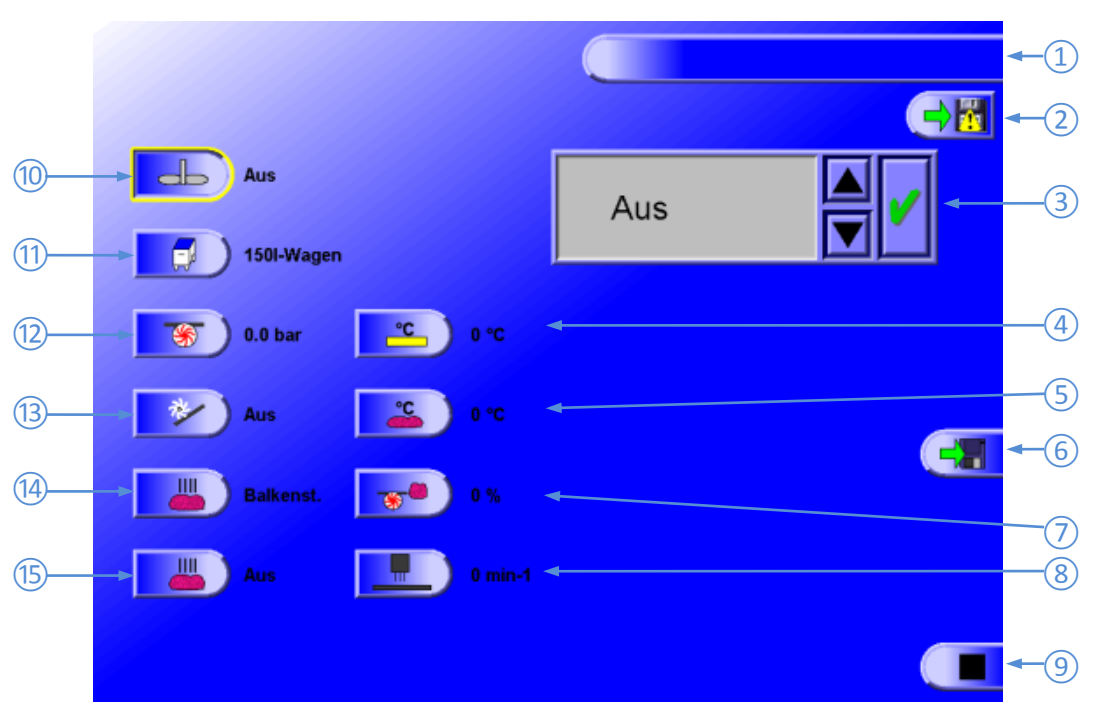 ①
②
Aus
③
⑩ Aus
⑪ 150l-Wagen
⑫ 0.0 bar
°C 0 °C
④
⑬ Aus
°C 0 °C
⑤
⑥
⑭ Balkenst.
0 %
⑦
⑮ Aus
0 min-1
⑧
⑨